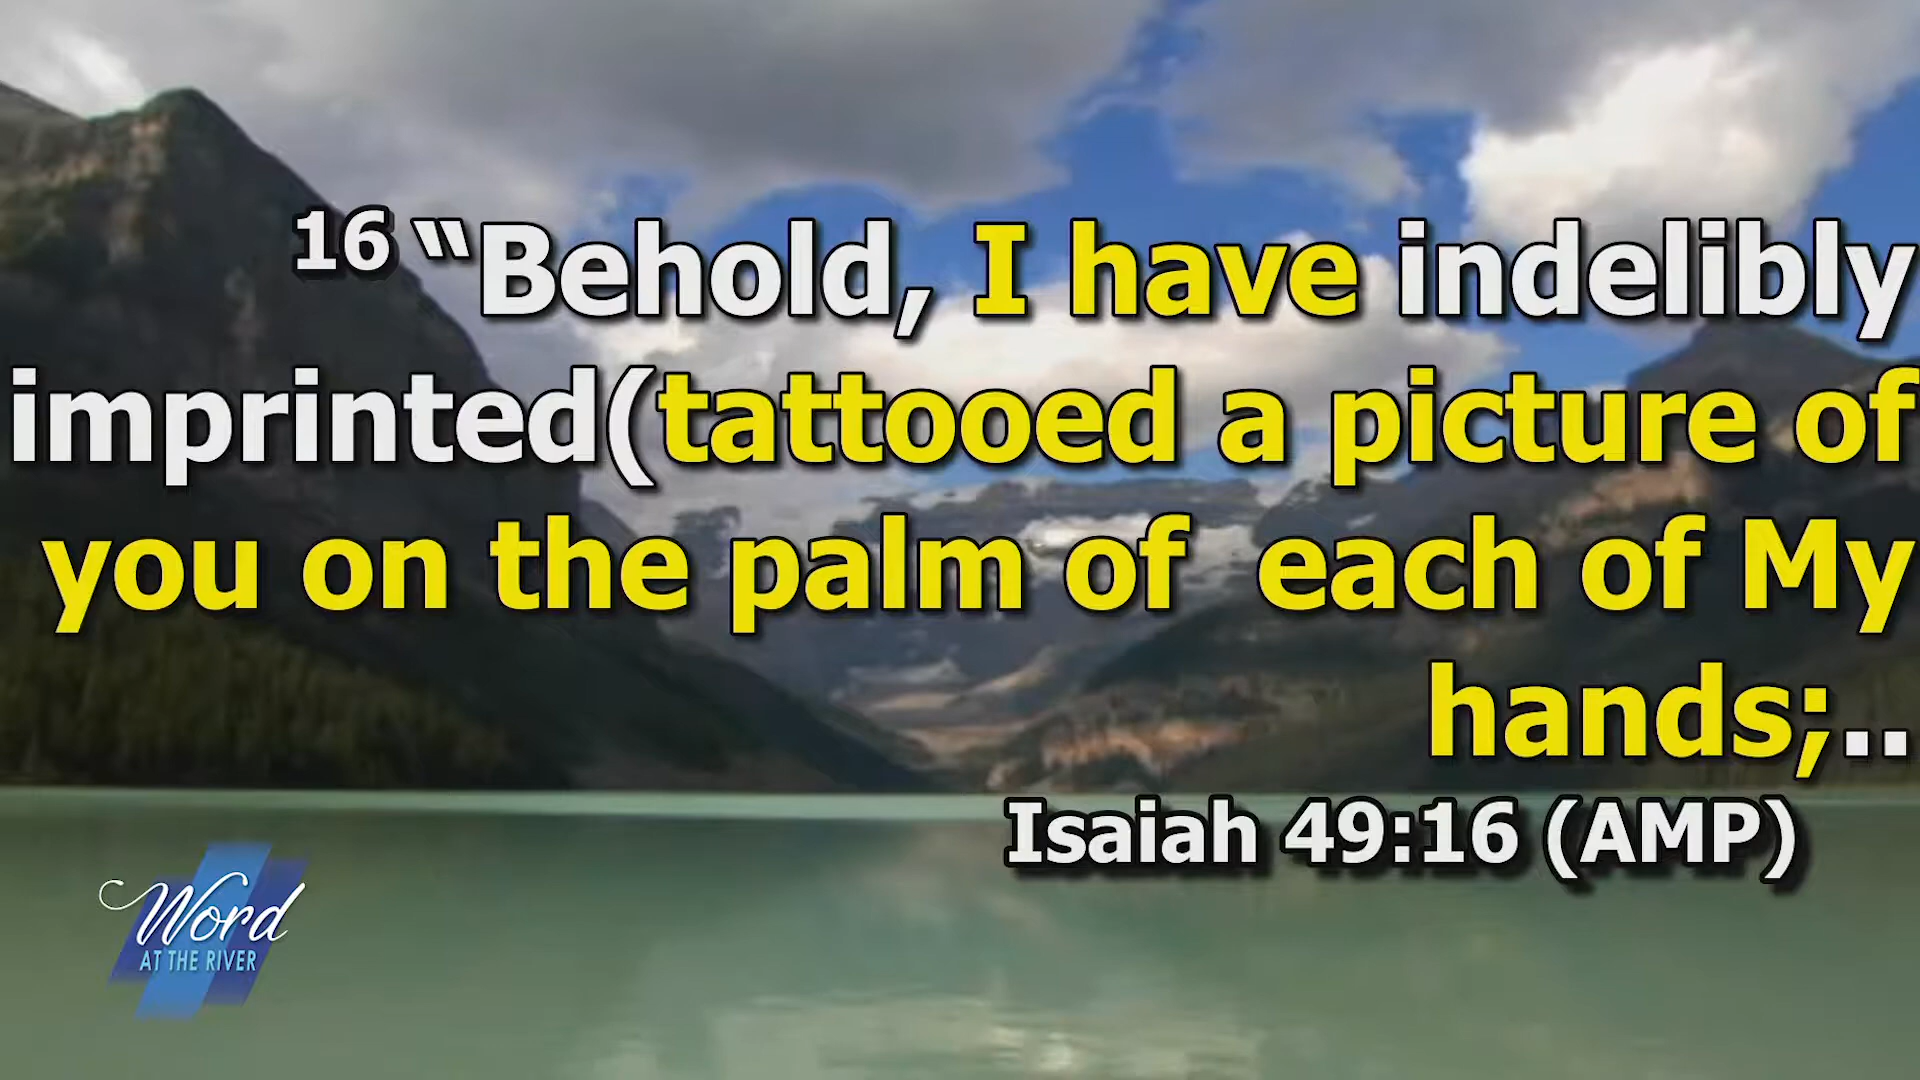 16 “Behold, I have indelibly
imprinted(tattooed a picture of
you on the palm of each of My
hands;..
Isaiah 49:16 (AMP)
Word
AT THE RIVER